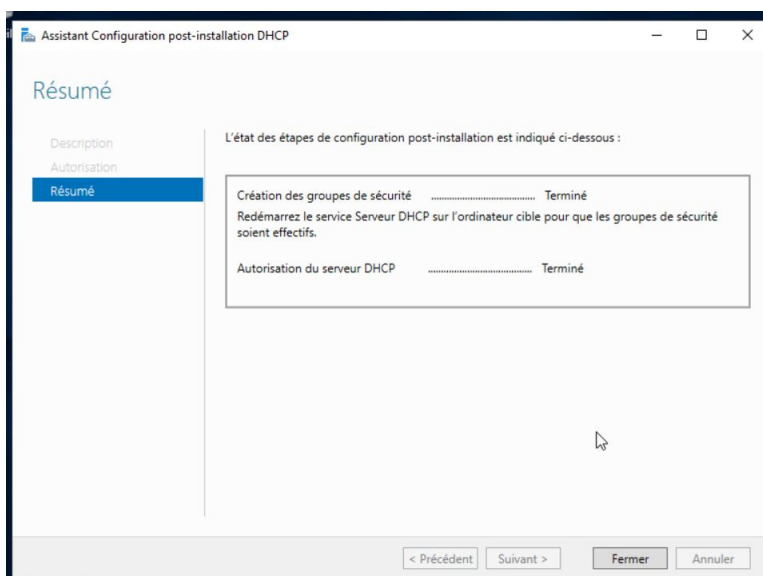 Assistant Configuration post-installation DHCP
Résumé
Description
Autorisation
Résumé
L'état des étapes de configuration post-installation est indiqué ci-dessous :
Création des groupes de sécurité ..................................... Terminé
Redémarrez le service Serveur DHCP sur l'ordinateur cible pour que les groupes de sécurité
soient effectifs.
Autorisation du serveur DHCP ..................................... Terminé
< Précédent Suivant > Fermer Annuler